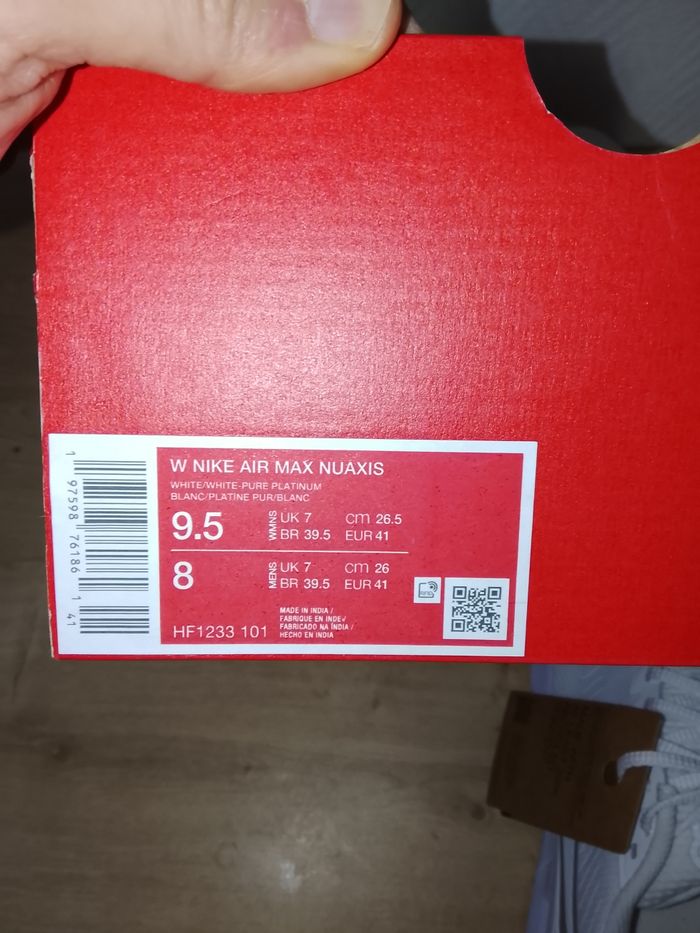 W NIKE AIR MAX NUAXIS
WHITE/WHITE-PURE PLATINUM
BLANC/PLATINE PUR/BLANC
9.5 WMNS UK 7 cm 26.5
BR 39.5 EUR 41
8 MENS UK 7 cm 26
BR 39.5 EUR 41
HF1233 101
MADE IN INDIA /
FABRIQUE EN INDE/
FABRICADO NA ÍNDIA /
HECHO EN INDIA
1 97598 76186 1 41